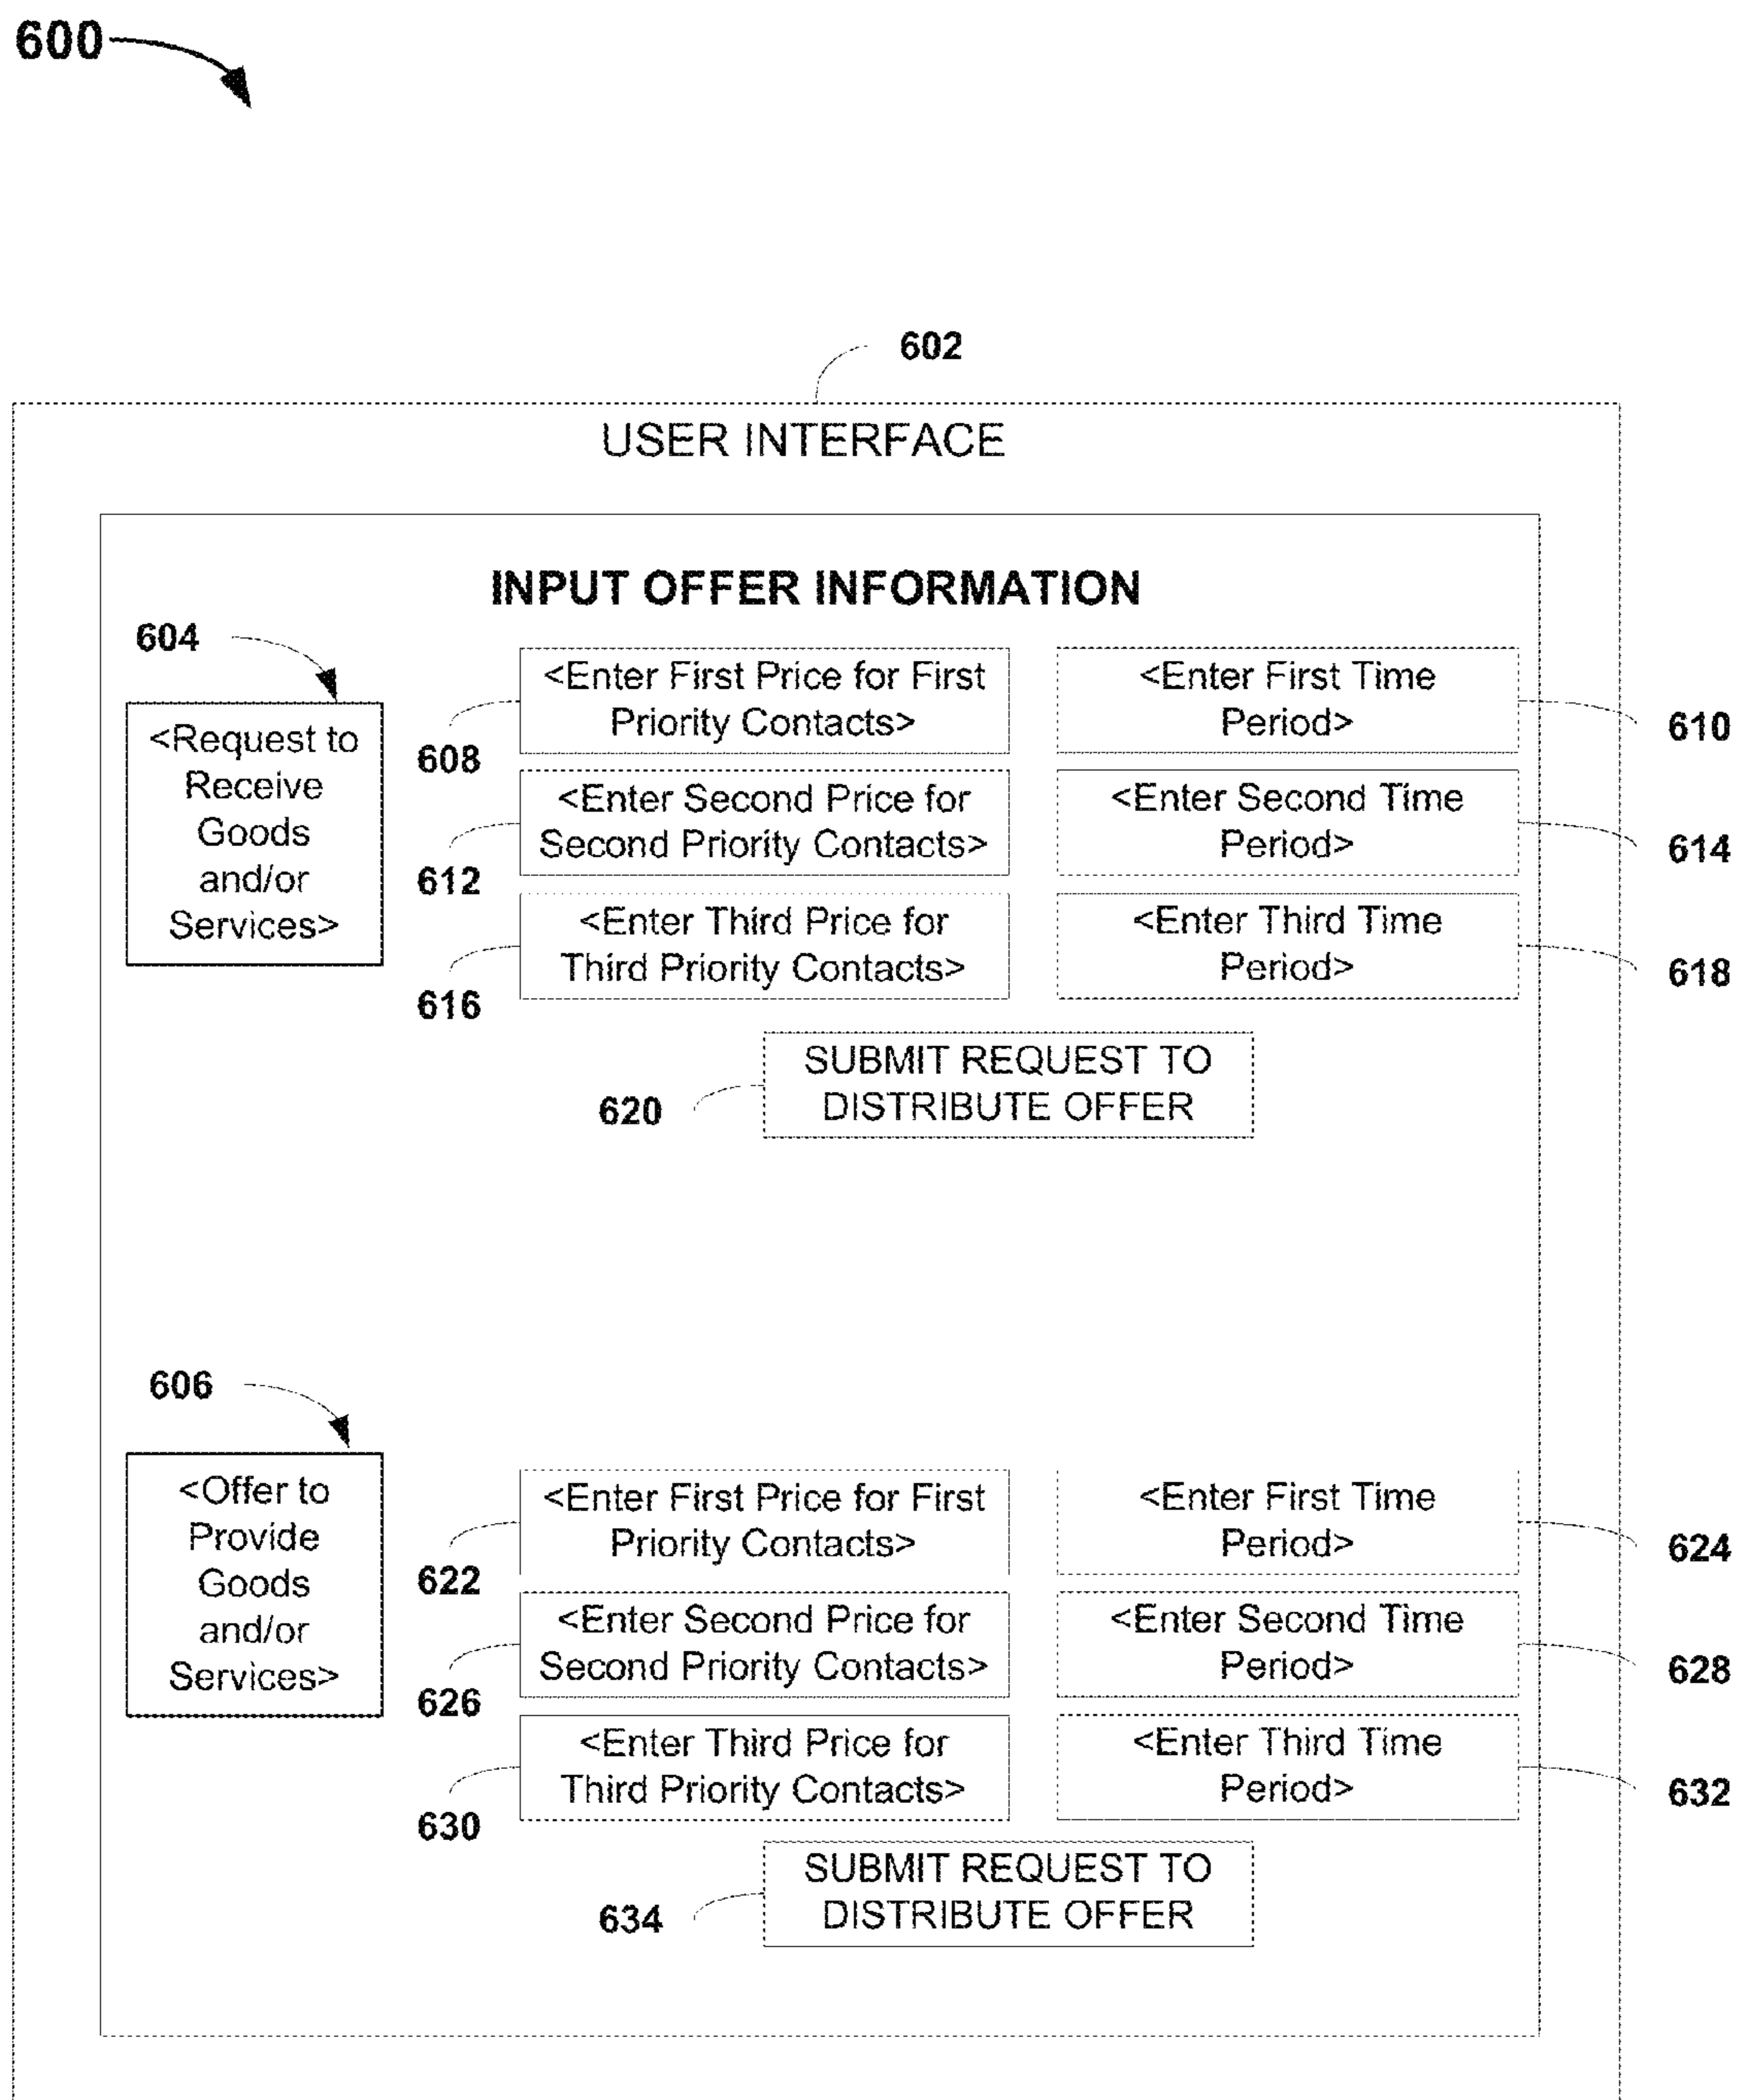 600
602
USER INTERFACE
INPUT OFFER INFORMATION
604
<Request to
Receive
Goods
and/or
Services>
<Enter First Price for First
Priority Contacts>
608
<Enter First Time
Period>
610
<Enter Second Price for
Second Priority Contacts>
612
<Enter Second Time
Period>
614
<Enter Third Price for
Third Priority Contacts>
616
<Enter Third Time
Period>
618
SUBMIT REQUEST TO
DISTRIBUTE OFFER
620
606
<Offer to
Provide
Goods
and/or
Services>
<Enter First Price for First
Priority Contacts>
622
<Enter First Time
Period>
624
<Enter Second Price for
Second Priority Contacts>
626
<Enter Second Time
Period>
628
<Enter Third Price for
Third Priority Contacts>
630
<Enter Third Time
Period>
632
SUBMIT REQUEST TO
DISTRIBUTE OFFER
634